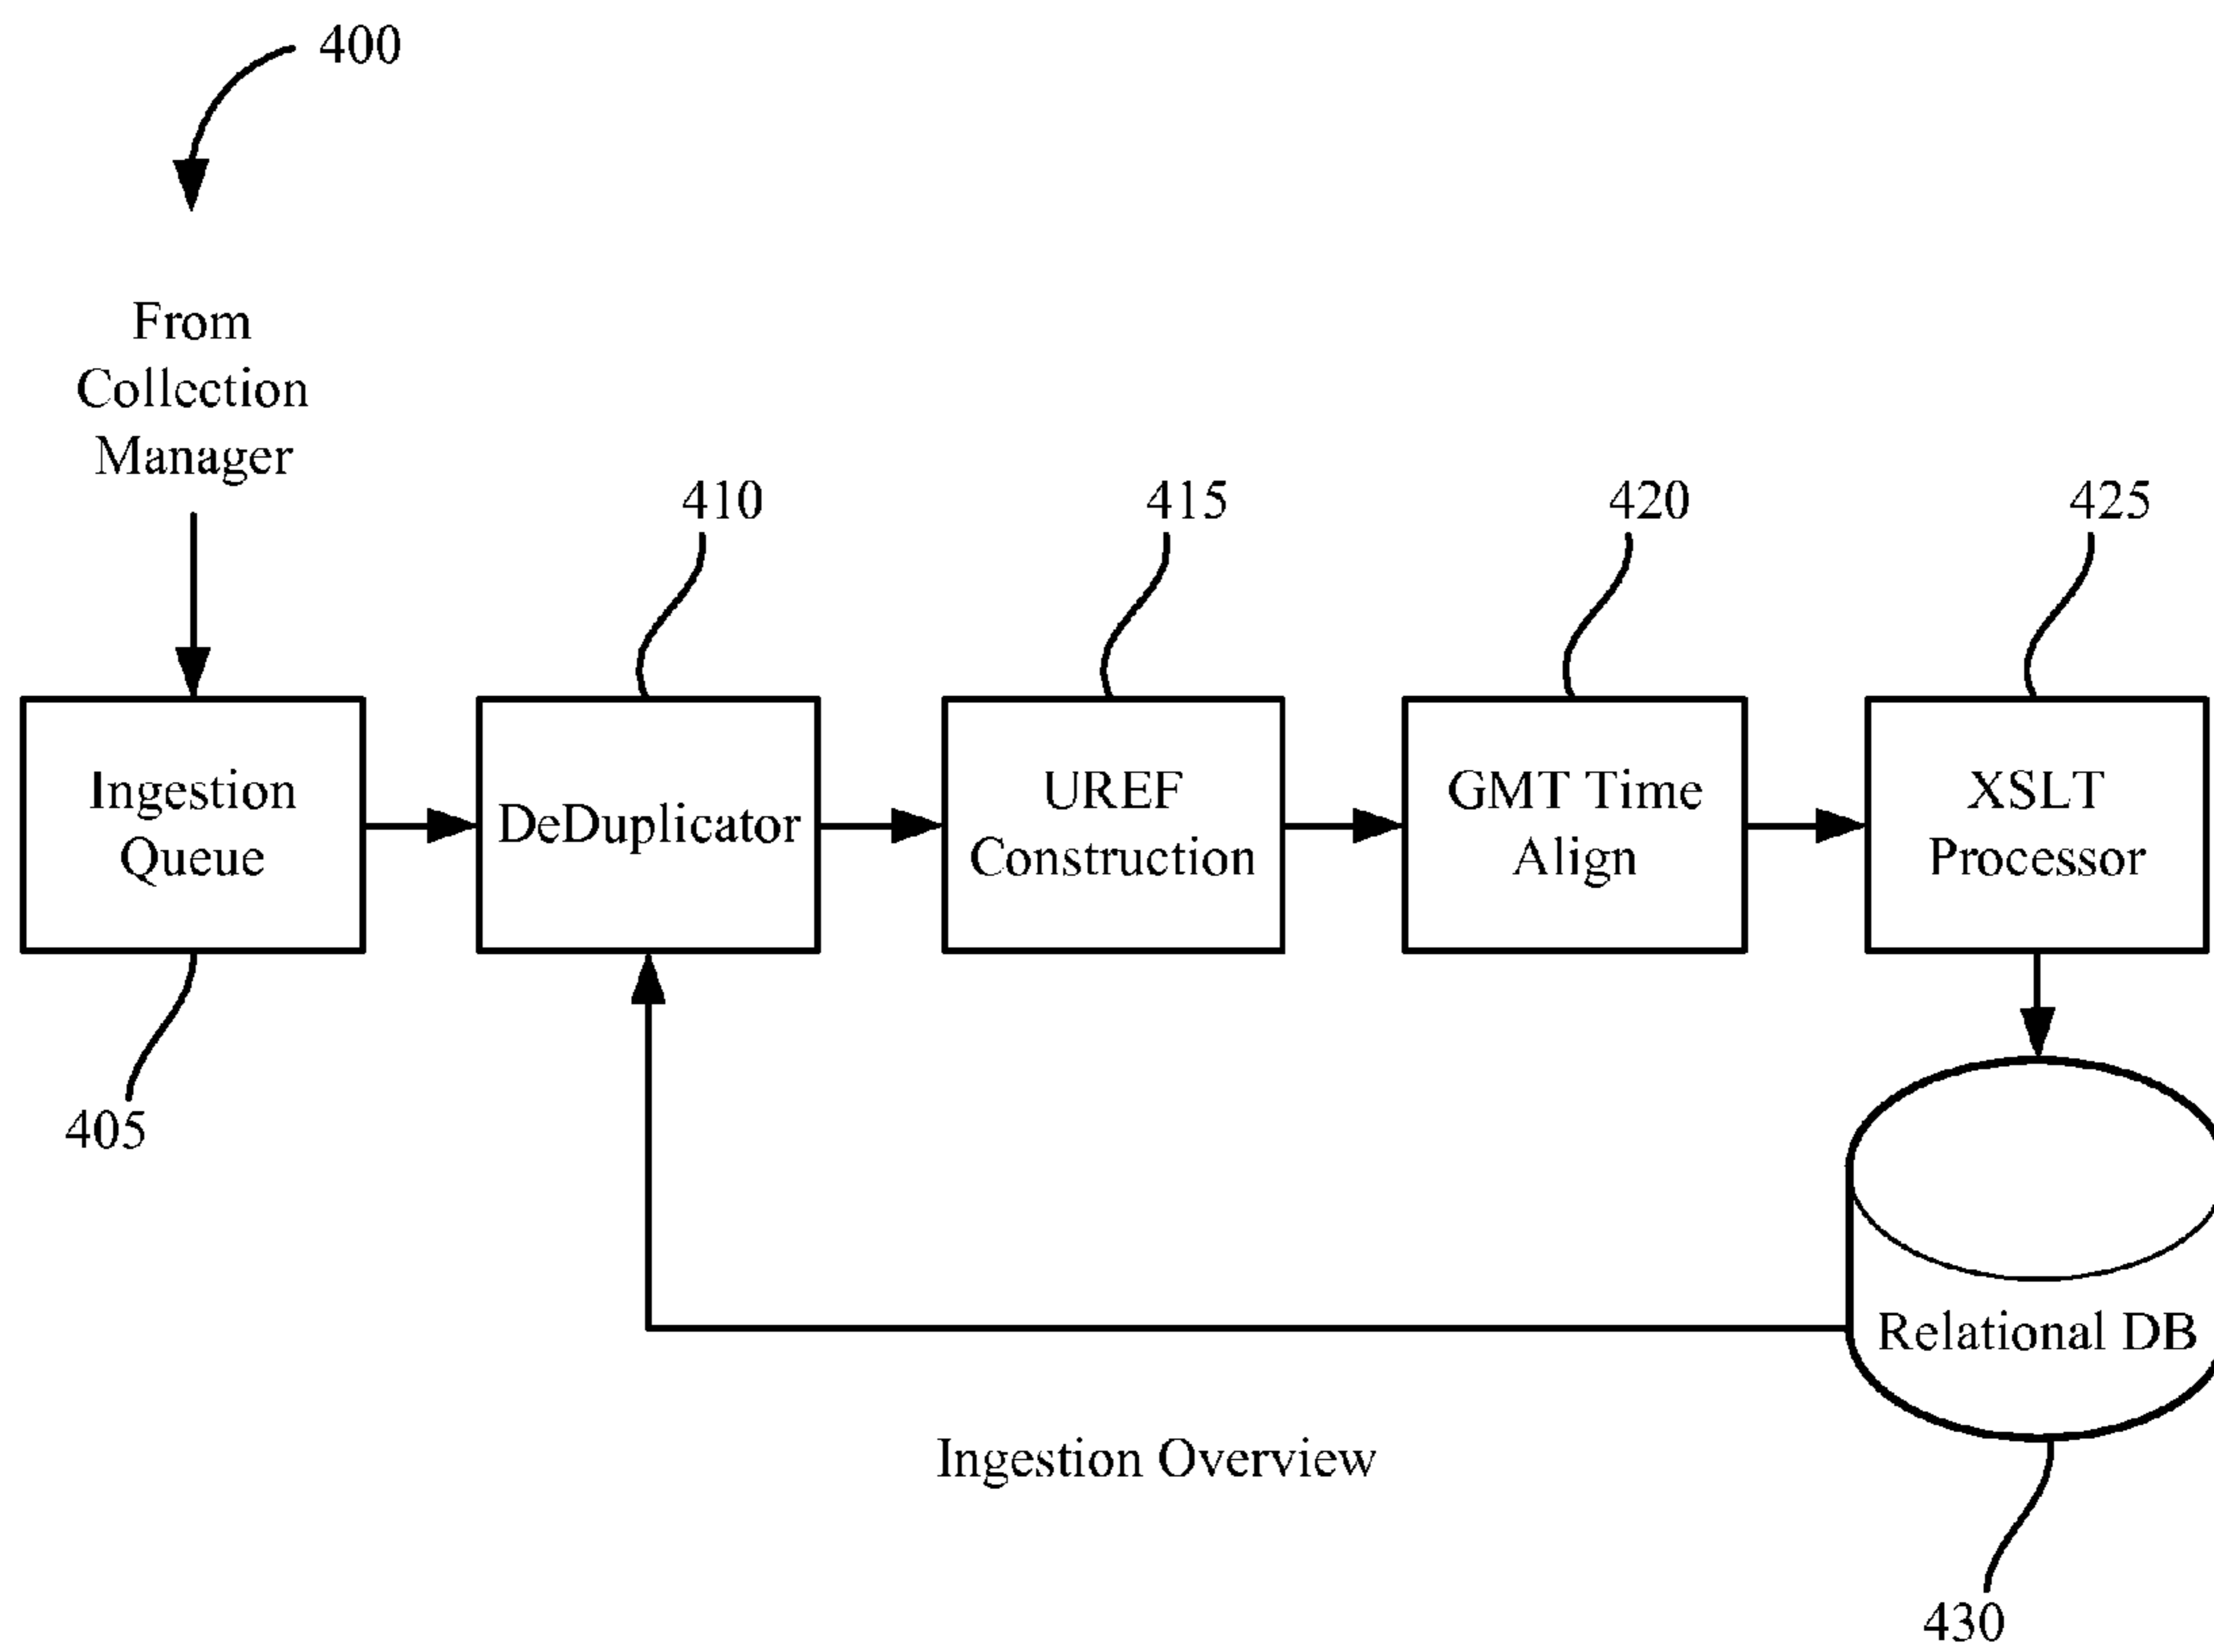 400
From
Collection
Manager
410
415
420
425
Ingestion
Queue
DeDuplicator
UREF
Construction
GMT Time
Align
XSLT
Processor
405
Relational DB
Ingestion Overview
430